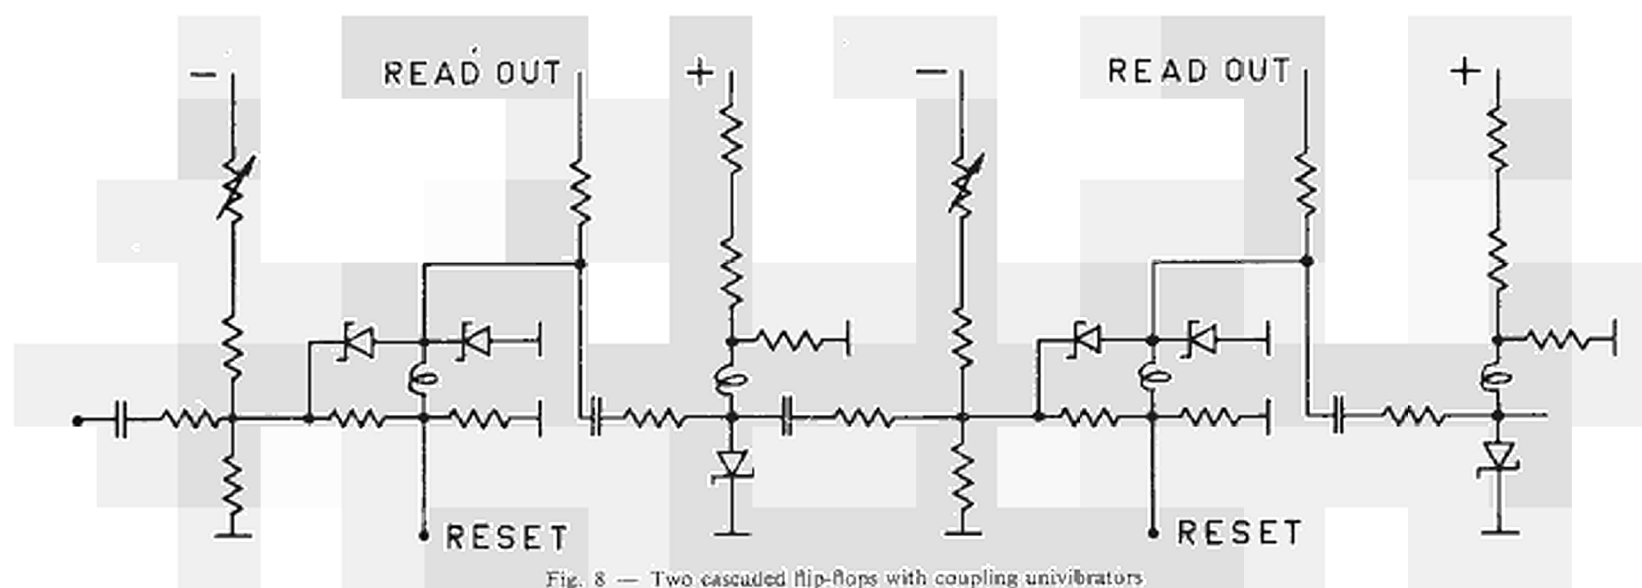 − READ OUT + − READ OUT +
RESET RESET
Fig. 8 — Two cascaded flip-flops with coupling univibrators